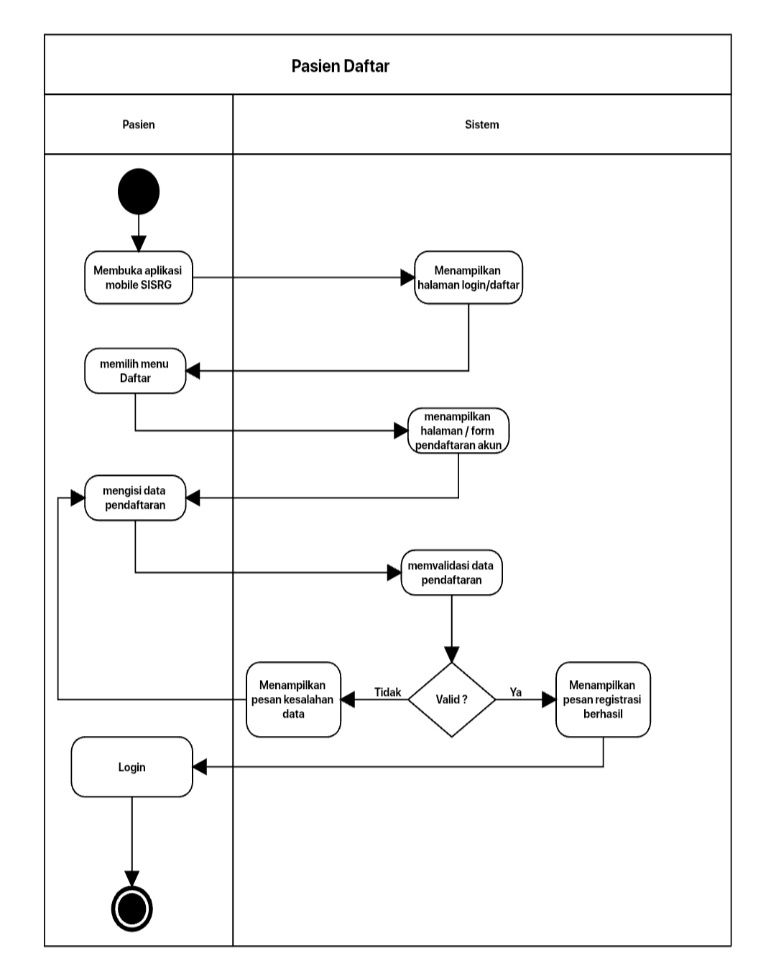 Pasien Daftar
Pasien
Sistem
Membuka aplikasi
mobile SISRG
Menampilkan
halaman login/daftar
memilih menu
Daftar
menampilkan
halaman / form
pendaftaran akun
mengisi data
pendaftaran
memvalidasi data
pendaftaran
Menampilkan
pesan kesalahan
data
Tidak
Valid ?
Ya
Menampilkan
pesan registrasi
berhasil
Login